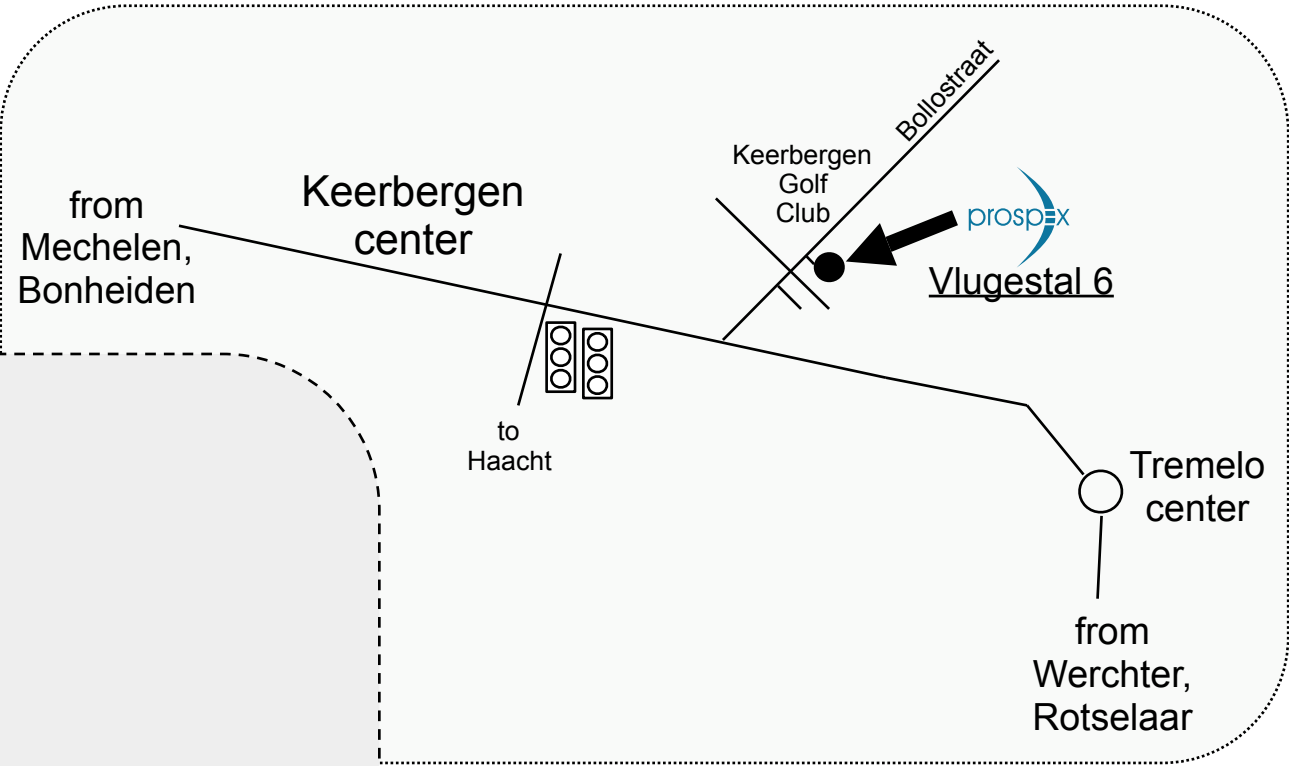 from
Mechelen,
Bonheiden
Keerbergen
center
to
Haacht
Keerbergen
Golf
Club
Bollostraat
prospex
Vlugestal 6
Tremelo
center
from
Werchter,
Rotselaar